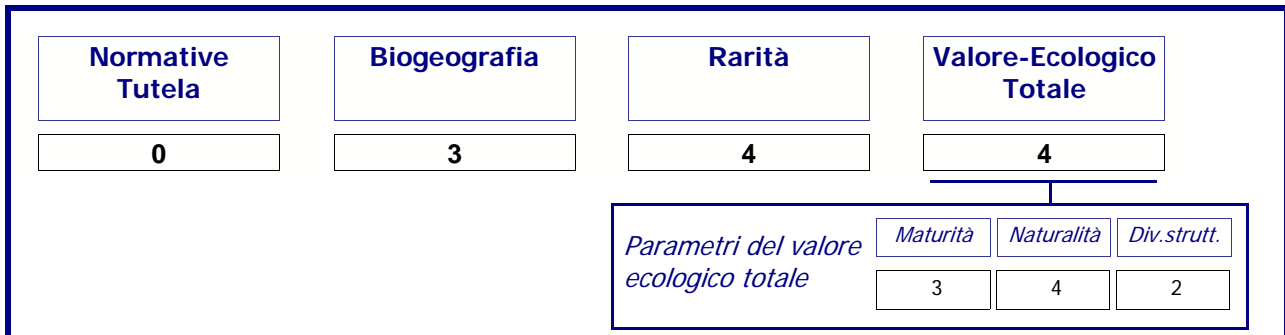 Normative
Tutela
Biogeografia
Rarità
Valore-Ecologico
Totale
0
3
4
4
Parametri del valore
ecologico totale
Maturità
Naturalità
Div.strutt.
3
4
2